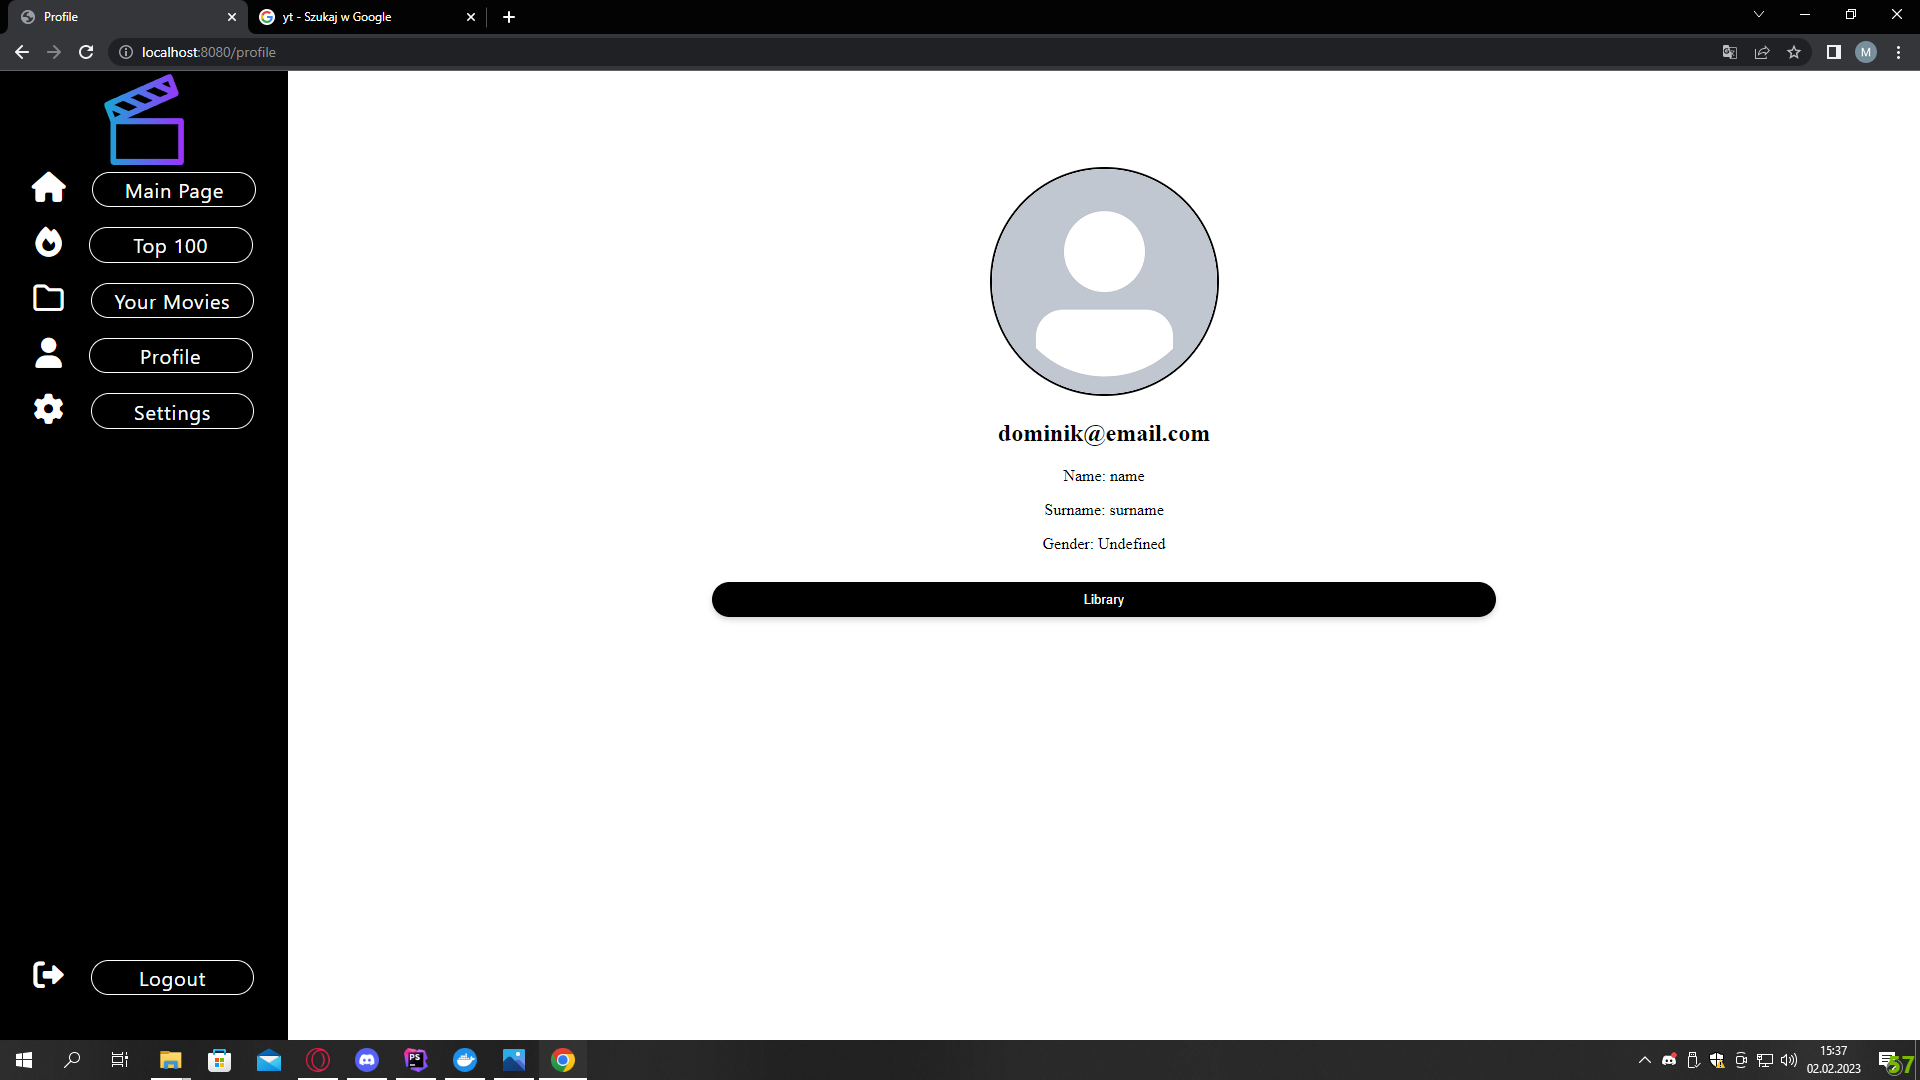 Profile
yt - Szukaj w Google
localhost:8080/profile
M
Main Page
Top 100
Your Movies
Profile
Settings
dominik@email.com
Name: name
Surname: surname
Gender: Undefined
Library
Logout
PS
15:37
02.02.2023
57